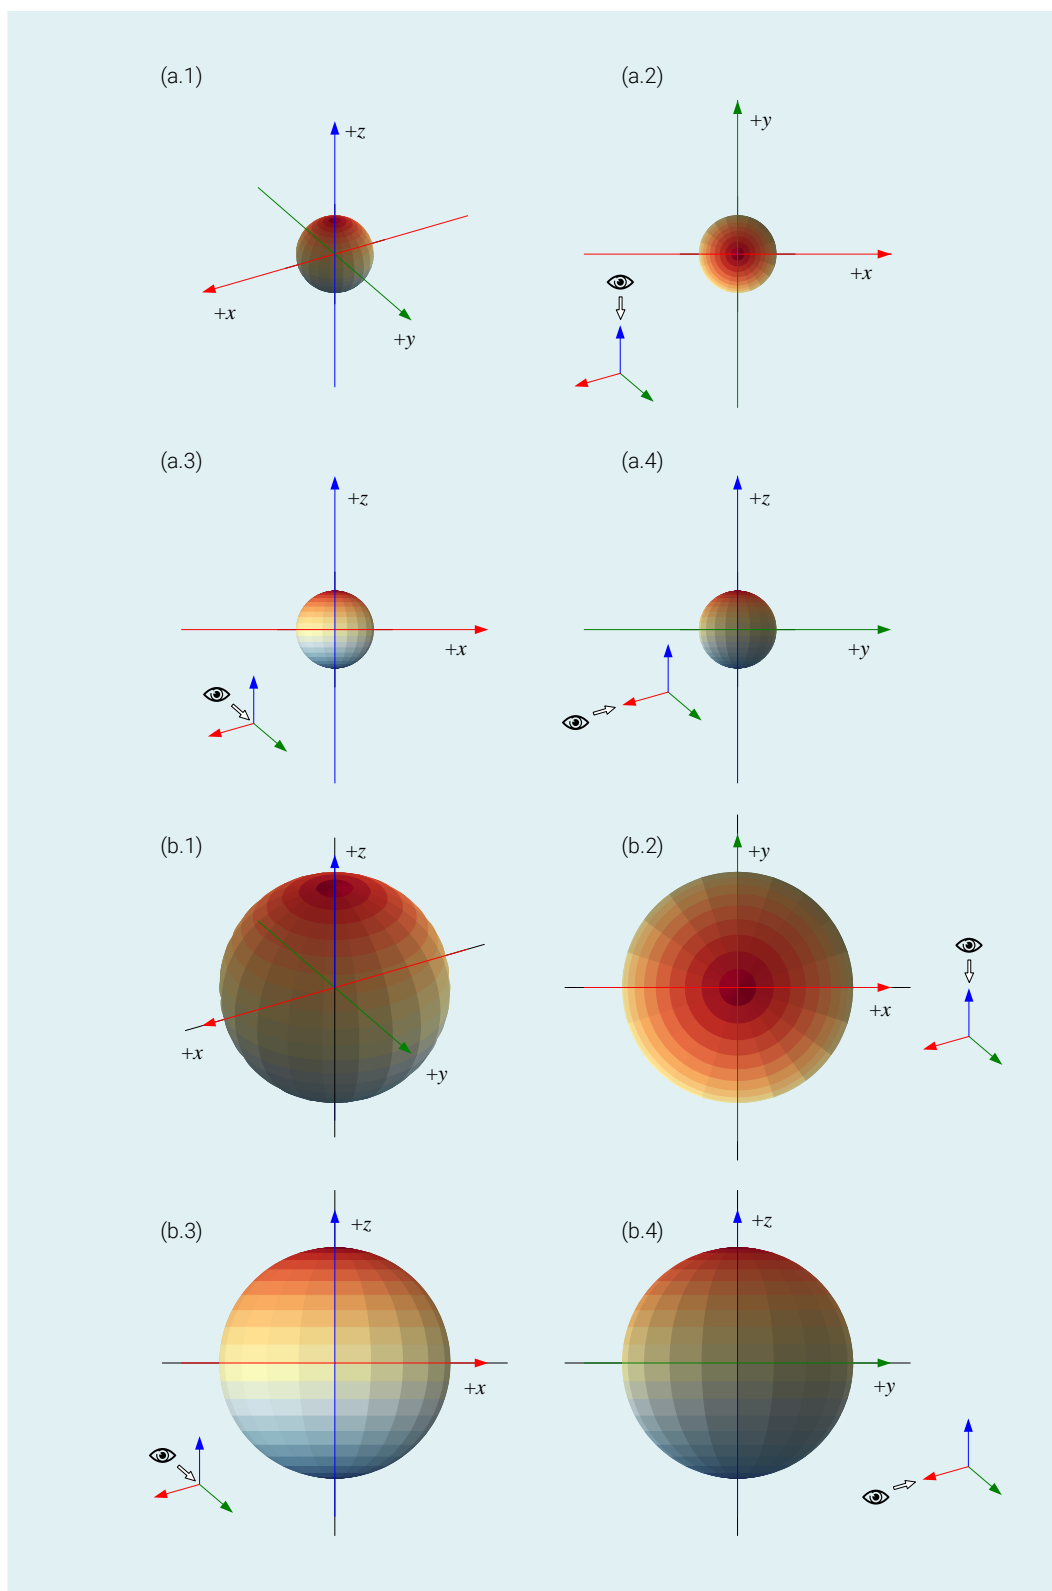 (a.1)
(a.2)
+z
+y
+x
+x
+y
(a.3)
(a.4)
+z
+z
+x
+y
(b.1)
(b.2)
+z
+y
+x
+x
+y
(b.3)
(b.4)
+z
+z
+x
+y